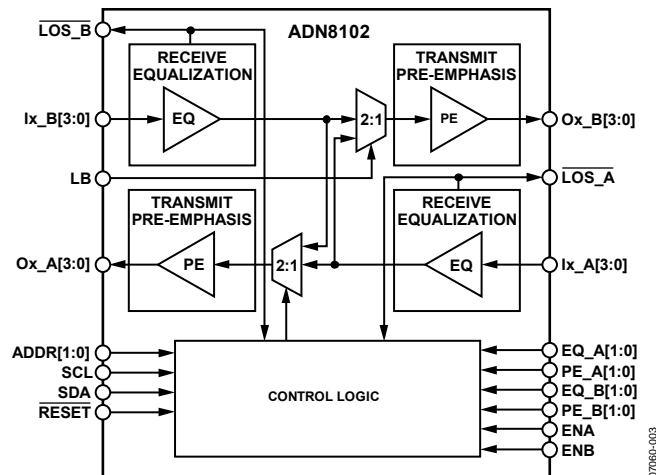 ADN8102
LOS_B
RECEIVE
EQUALIZATION
TRANSMIT
PRE-EMPHASIS
Ix_B[3:0]
EQ
2:1
PE
Ox_B[3:0]
LB
LOS_A
TRANSMIT
PRE-EMPHASIS
RECEIVE
EQUALIZATION
Ox_A[3:0]
PE
2:1
EQ
Ix_A[3:0]
ADDR[1:0]
SCL
SDA
RESET
CONTROL LOGIC
EQ_A[1:0]
PE_A[1:0]
EQ_B[1:0]
PE_B[1:0]
ENA
ENB
07060-003